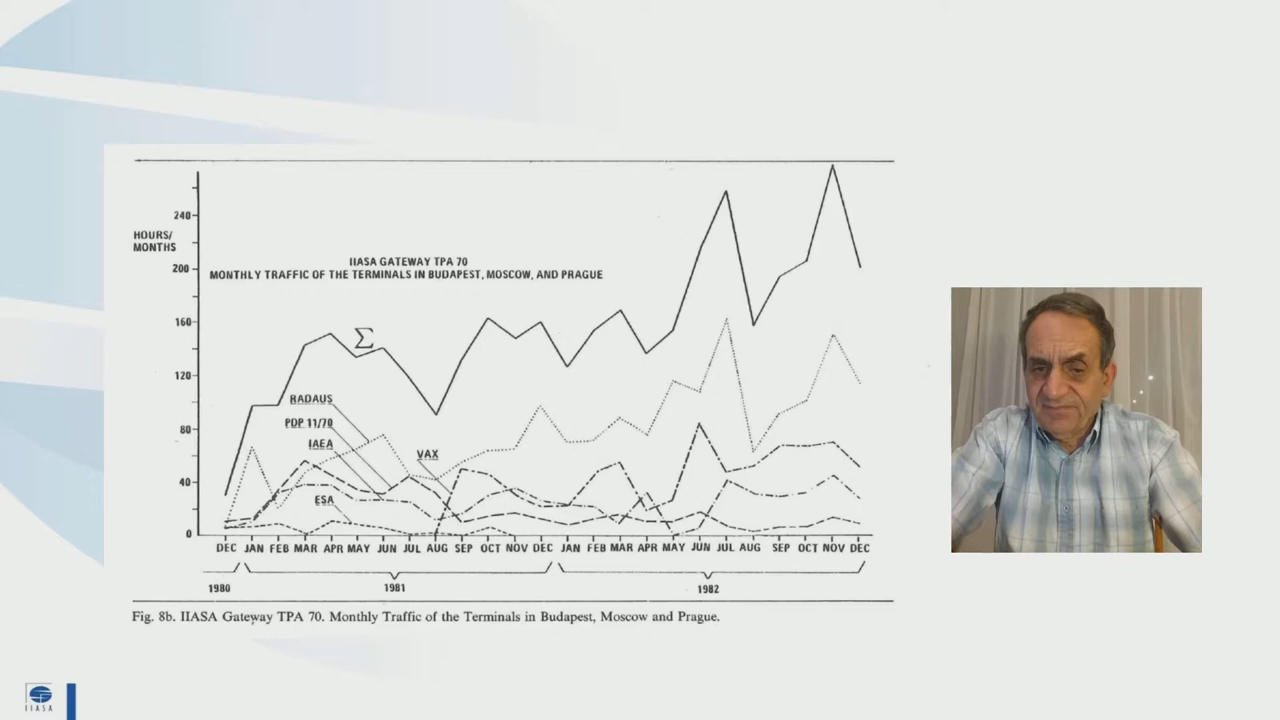 240
HOURS/
MONTHS
IIASA GATEWAY TPA 70
200
MONTHLY TRAFFIC OF THE TERMINALS IN BUDAPEST, MOSCOW, AND PRAGUE
160
Σ
120
RADAUS
PDP 11/70
80
IAEA
VAX
40
ESA
0
DEC JAN FEB MAR APR MAY JUN JUL AUG SEP OCT NOV DEC JAN FEB MAR APR MAY JUN JUL AUG SEP OCT NOV DEC
1980 1981 1982
Fig. 8b. IIASA Gateway TPA 70. Monthly Traffic of the Terminals in Budapest, Moscow and Prague.
IIASA